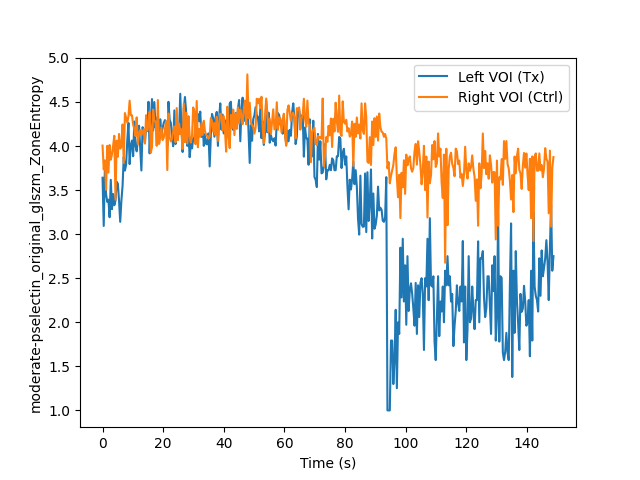 5.0
4.5
4.0
3.5
3.0
2.5
2.0
1.5
1.0
moderate-pselectin_original_glszm_ZoneEntropy
Left VOI (Tx)
Right VOI (Ctrl)
0 20 40 60 80 100 120 140
Time (s)